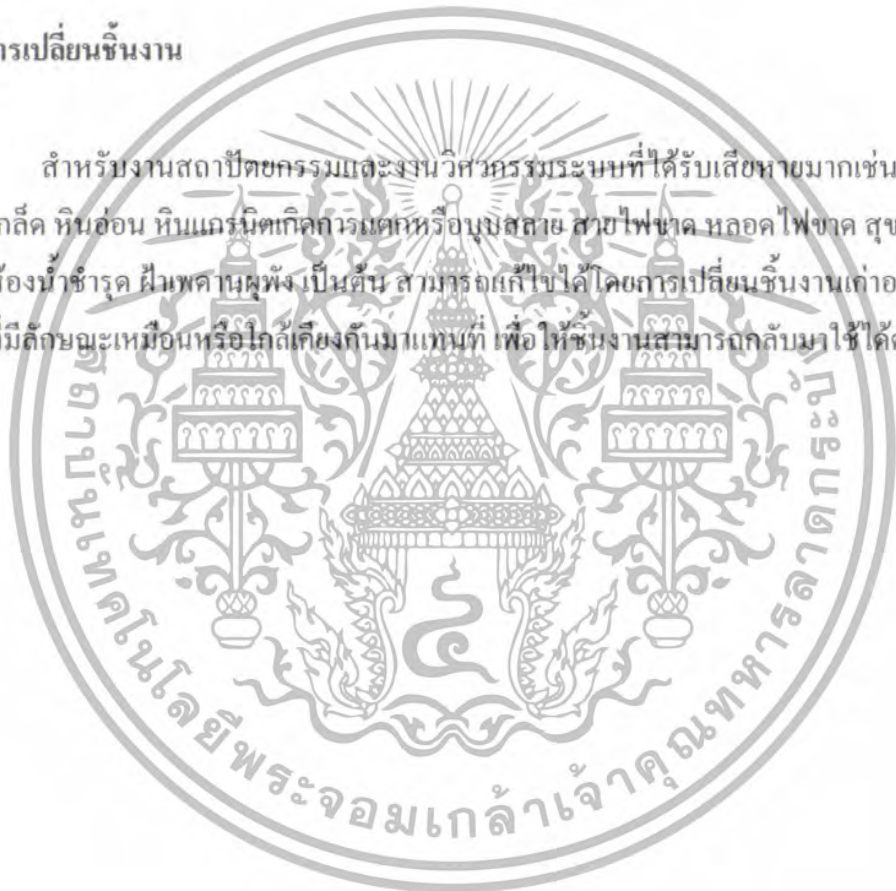 ารเปลี่ยนชิ้นงาน
สำหรับงานสถาปัตยกรรมและงานวิศวกรรมระบบที่ได้รับเสียหายมากเช่น
กล็ด หินอ่อน หินแกรนิตเกิดการแตกหรือบุบสลาย สายไฟขาด หลอดไฟขาด สุข
ห้องน้ำชำรุด ฝ้าเพดานผุพัง เป็นต้น สามารถแก้ไขได้โดยการเปลี่ยนชิ้นงานเก่าอ
ที่มีลักษณะเหมือนหรือใกล้เคียงกันมาแทนที่ เพื่อให้ชิ้นงานสามารถกลับมาใช้ได้
สถาบันเทคโนโลยีพระจอมเกล้าเจ้าคุณทหารลาดกระบัง
๔